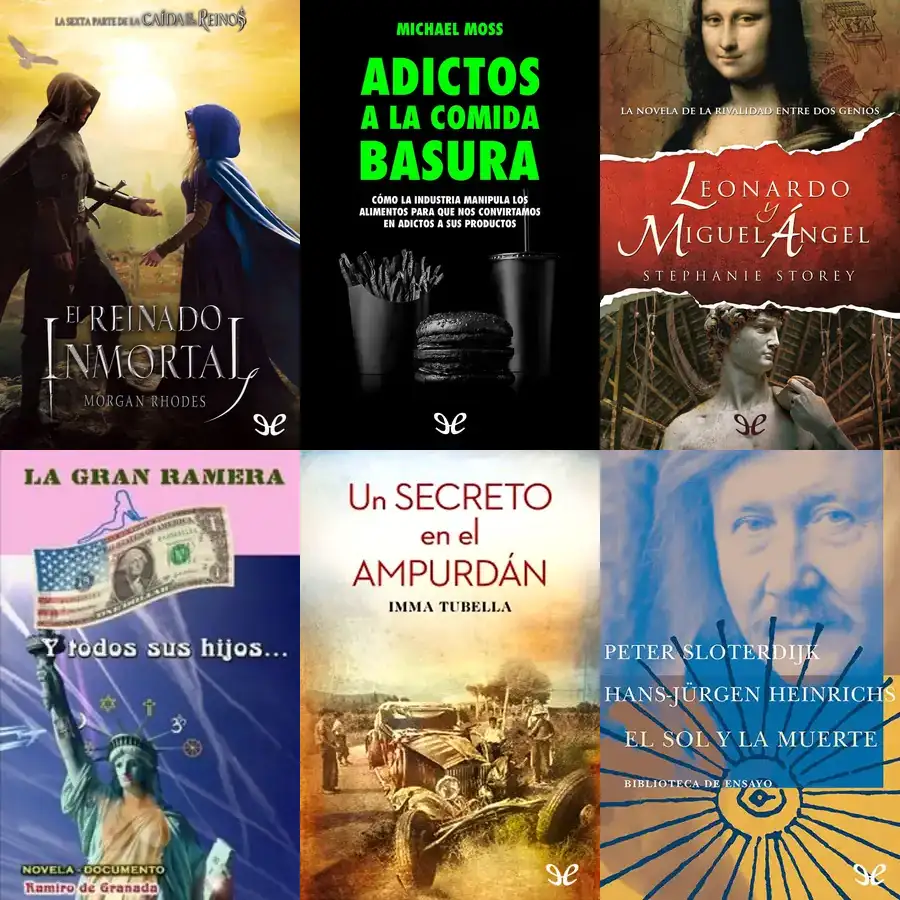 LA SEXTA PARTE DE LA CAÍDA DE LOS REINOS
EL REINADO
INMORTAL
MORGAN RHODES
MICHAEL MOSS
ADICTOS
A LA COMIDA
BASURA
CÓMO LA INDUSTRIA MANIPULA LOS
ALIMENTOS PARA QUE NOS CONVIRTAMOS
EN ADICTOS A SUS PRODUCTOS
LA NOVELA DE LA RIVALIDAD ENTRE DOS GENIOS
LEONARDO
y
MIGUEL ÁNGEL
STEPHANIE STOREY
LA GRAN RAMERA
ONE DOLLAR
Y todos sus hijos...
NOVELA - DOCUMENTO
Ramiro de Granada
Un SECRETO
en el
AMPURDÁN
IMMA TUBELLA
PETER SLOTERDIJK
HANS-JÜRGEN HEINRICHS
EL SOL Y LA MUERTE
BIBLIOTECA DE ENSAYO